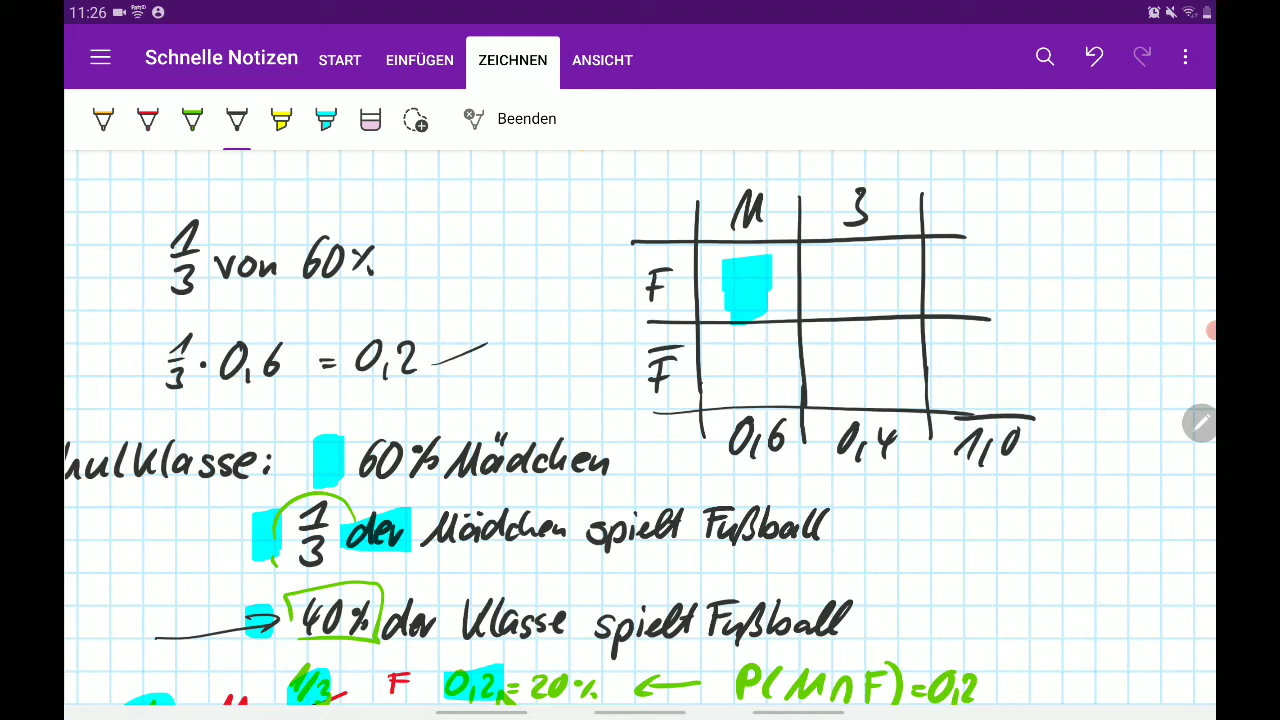 11:26
Schnelle Notizen START EINFÜGEN ZEICHNEN ANSICHT
Beenden
1/3 von 60%
1/3 · 0,6 = 0,2
M J
F
F̅
0,6 0,4 1,0
hulklasse: 60% Mädchen
1/3 der Mädchen spielt Fußball
40% der Klasse spielt Fußball
1/3 F 0,2 = 20% ← P(M∩F)=0,2